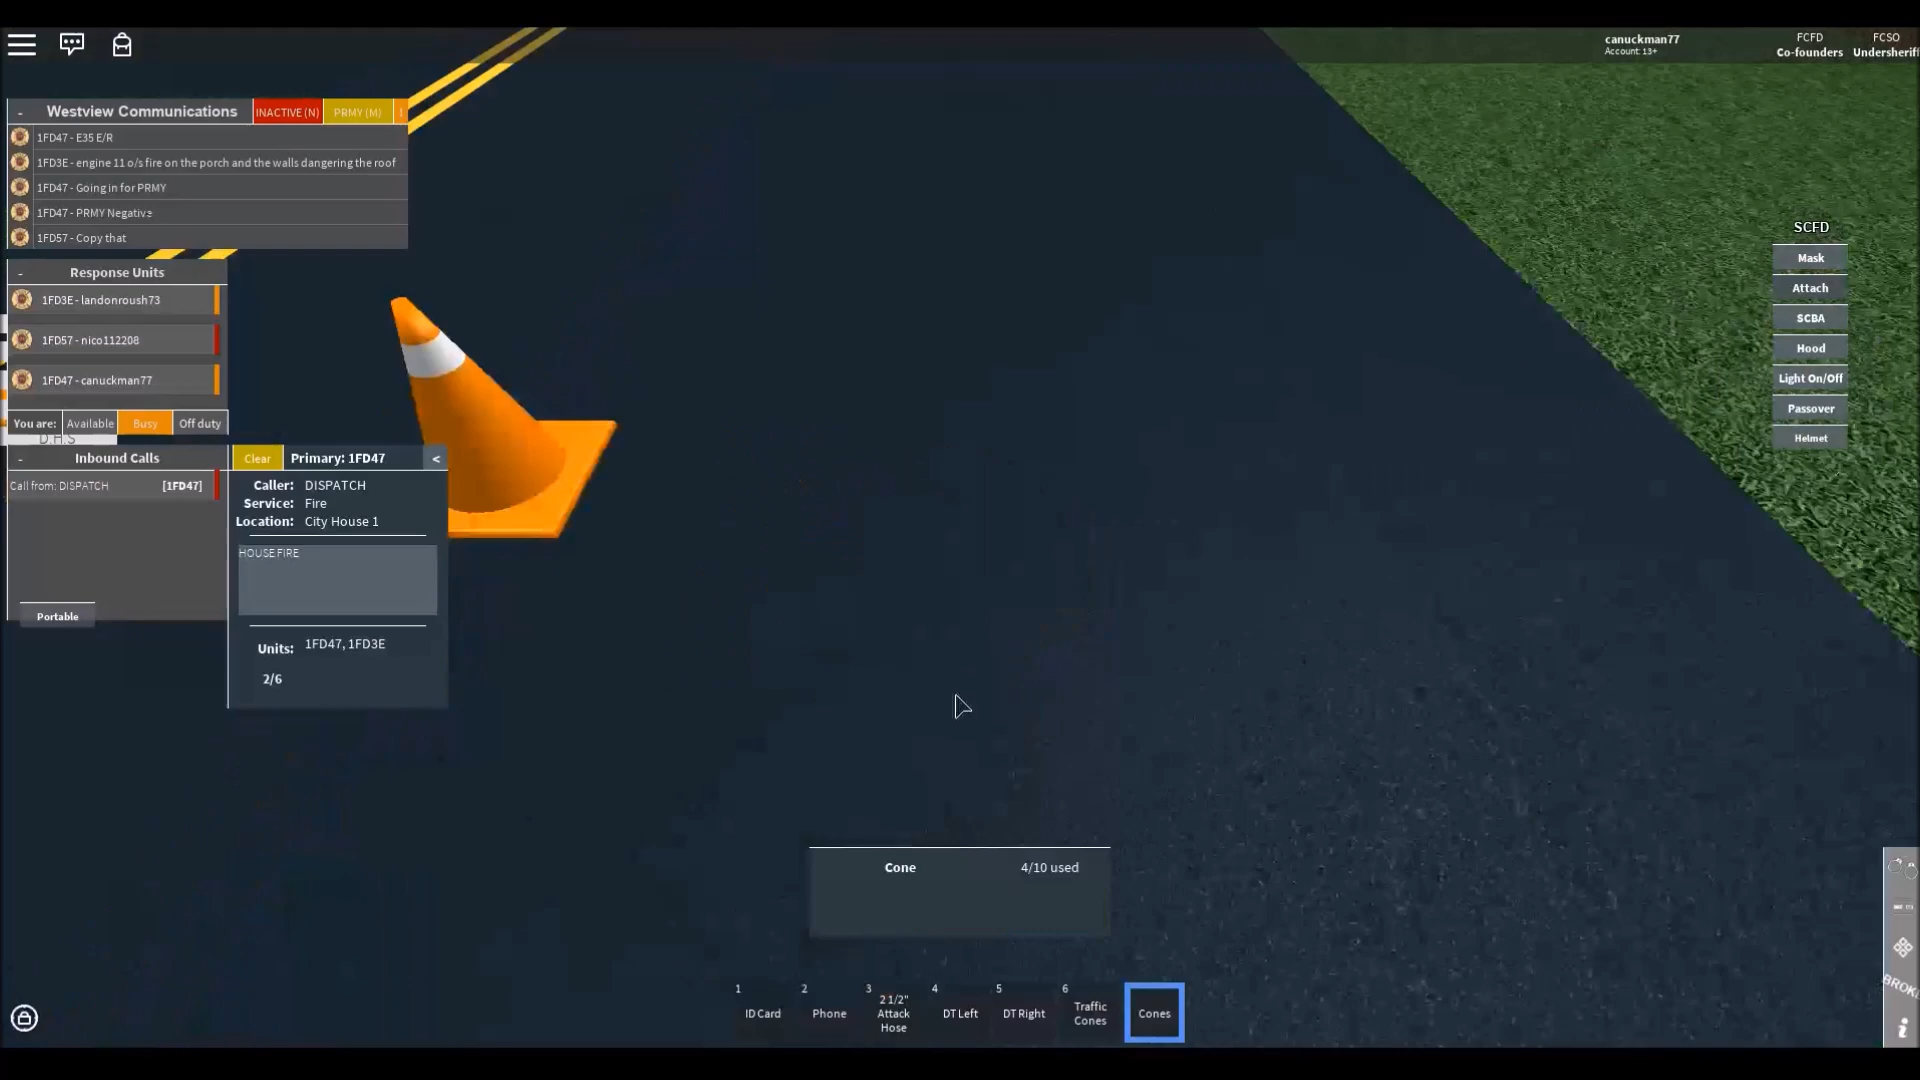 canuckman77
Account: 13+
FCFD
Co-founders
FCSO
Undersheriff
- Westview Communications INACTIVE (N) PRMY (M) !
1FD47 - E35 E/R
1FD3E - engine 11 o/s fire on the porch and the walls dangering the roof
1FD47 - Going in for PRMY
1FD47 - PRMY Negative
1FD57 - Copy that
- Response Units
1FD3E - landonroush73
1FD57 - nico112208
1FD47 - canuckman77
You are: Available Busy Off duty
D.H.S
- Inbound Calls
Call from: DISPATCH [1FD47]
Portable
Clear Primary: 1FD47 <
Caller: DISPATCH
Service: Fire
Location: City House 1
HOUSE FIRE
Units: 1FD47, 1FD3E
2/6
SCFD
Mask
Attach
SCBA
Hood
Light On/Off
Passover
Helmet
Cone 4/10 used
1
ID Card
2
Phone
3
2 1/2"
Attack
Hose
4
DT Left
5
DT Right
6
Traffic
Cones
Cones
BROK
i